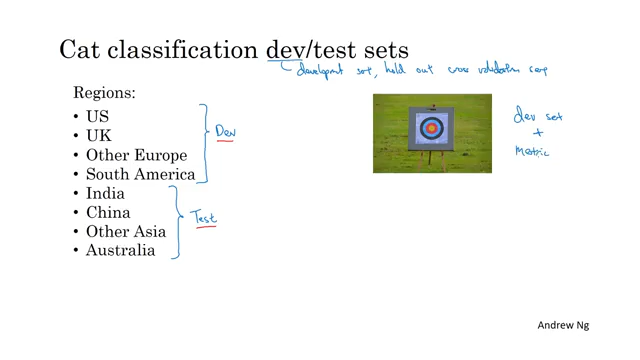 Cat classification dev/test sets
development set, hold out cross validation
Regions:
• US
• UK
• Other Europe
• South America
• India
• China
• Other Asia
• Australia
Dev
Test
dev set
+
metric
Andrew Ng